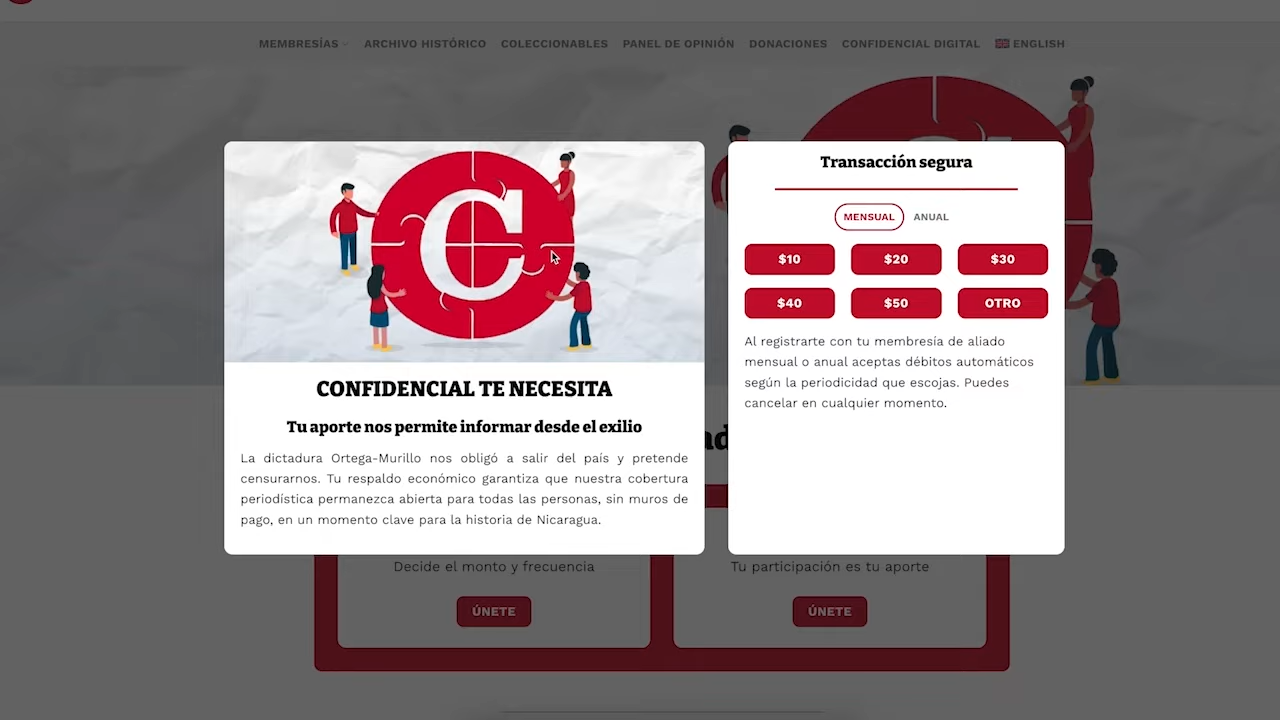 MEMBRESÍAS ARCHIVO HISTÓRICO COLECCIONABLES PANEL DE OPINIÓN DONACIONES CONFIDENCIAL DIGITAL ENGLISH
C
CONFIDENCIAL TE NECESITA
Tu aporte nos permite informar desde el exilio
La dictadura Ortega-Murillo nos obligó a salir del país y pretende
censurarnos. Tu respaldo económico garantiza que nuestra cobertura
periodística permanezca abierta para todas las personas, sin muros de
pago, en un momento clave para la historia de Nicaragua.
Transacción segura
MENSUAL ANUAL
$10 $20 $30
$40 $50 OTRO
Al registrarte con tu membresía de aliado
mensual o anual aceptas débitos automáticos
según la periodicidad que escojas. Puedes
cancelar en cualquier momento.
Decide el monto y frecuencia
ÚNETE
Tu participación es tu aporte
ÚNETE